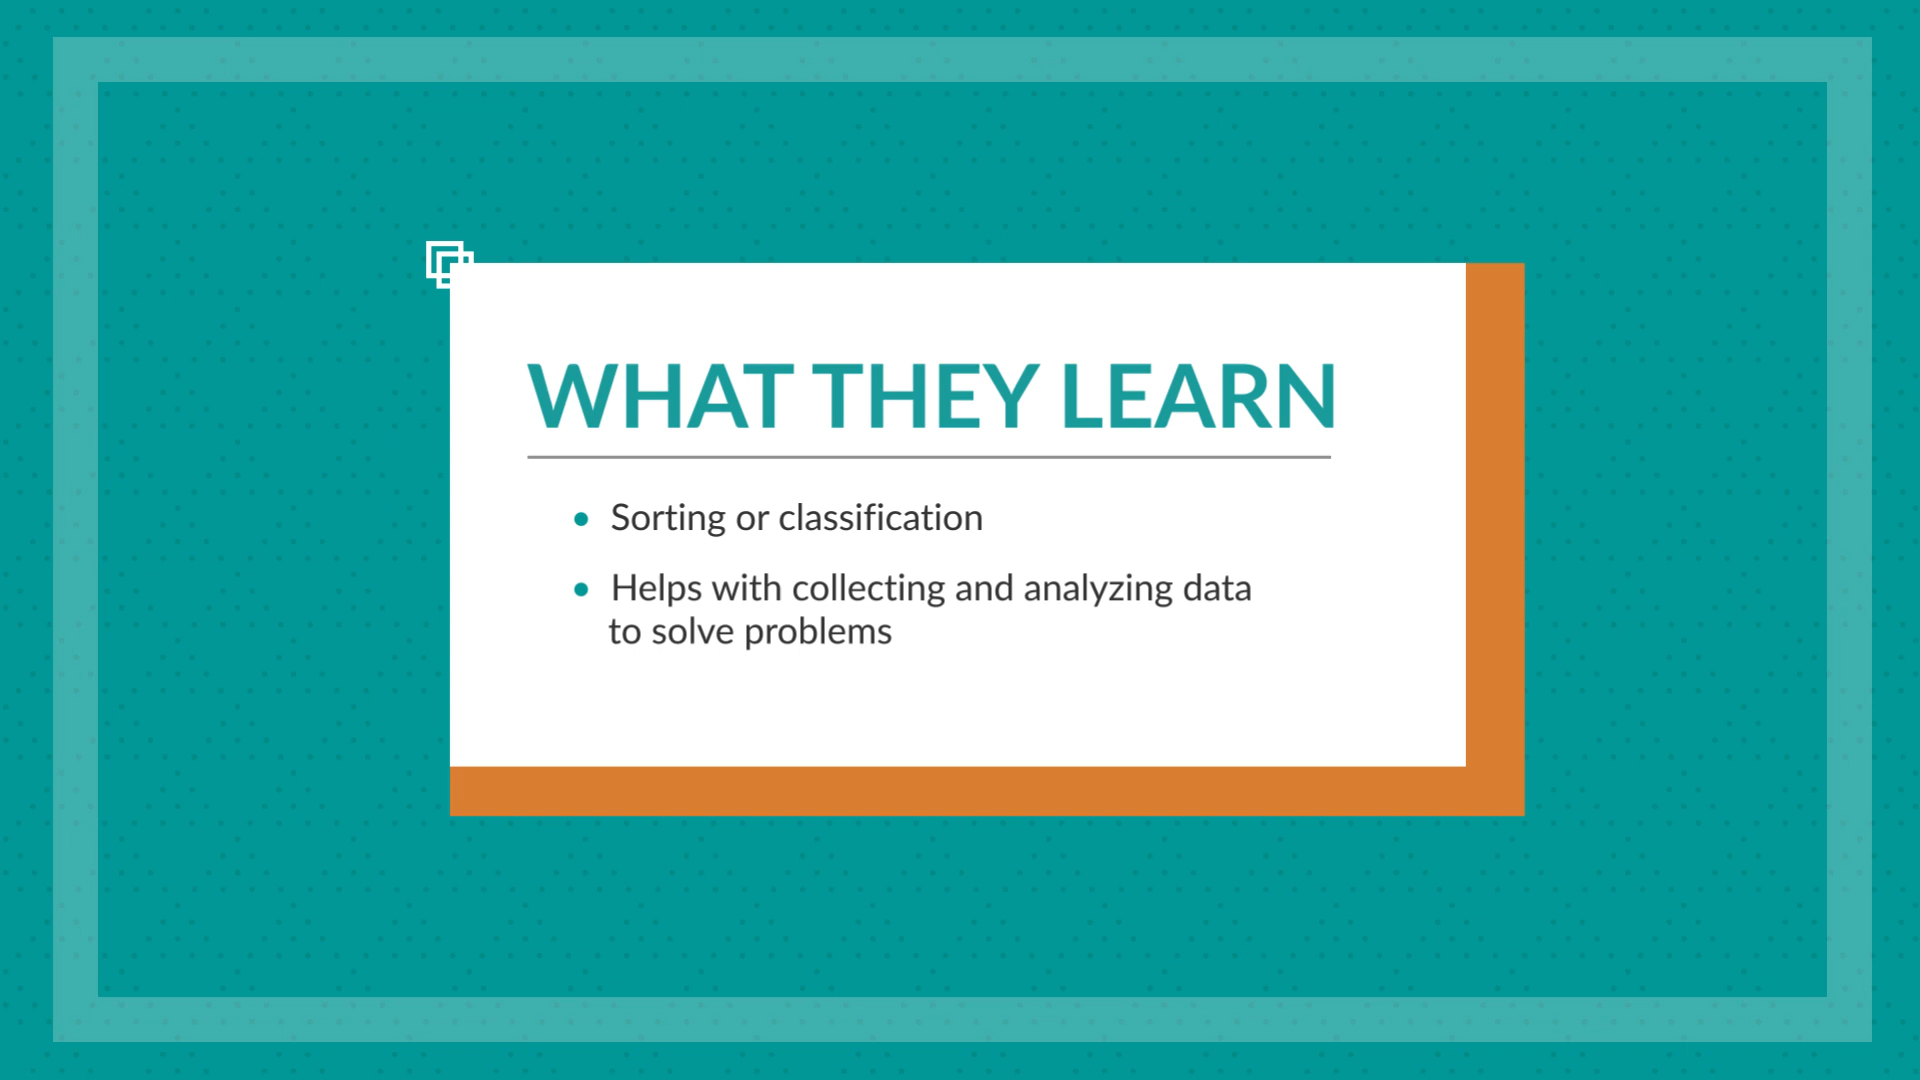 WHAT THEY LEARN
• Sorting or classification
• Helps with collecting and analyzing data
to solve problems